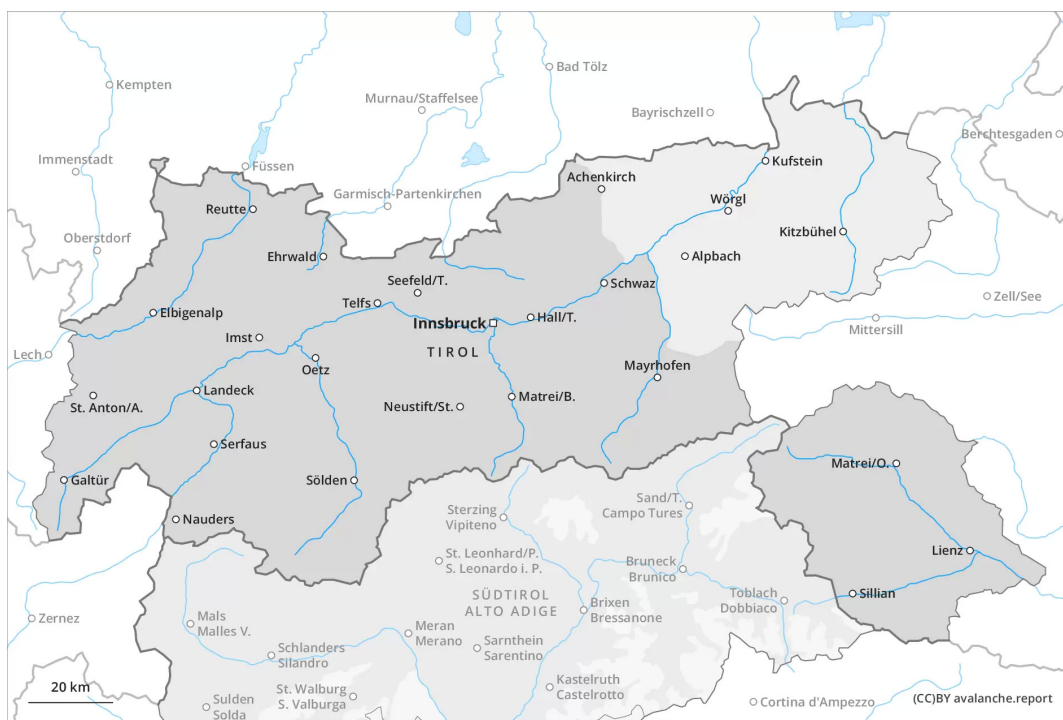 Kempten
Bad Tölz
Murnau/Staffelsee
Bayrischzell
Berchtesgaden
Immenstadt
Füssen
Kufstein
Achenkirch
Garmisch-Partenkirchen
Reutte
Wörgl
Oberstdorf
Kitzbühel
Ehrwald
Alpbach
Seefeld/T.
Schwaz
Zell/See
Telfs
Elbigenalp
Hall/T.
Innsbruck
Mittersill
Imst
TIROL
Lech
Oetz
Mayrhofen
Landeck
St. Anton/A.
Matrei/B.
Neustift/St.
Serfaus
Matrei/O.
Galtür
Sölden
Sand/T.
Campo Tures
Sterzing
Vipiteno
Nauders
Lienz
St. Leonhard/P.
S. Leonardo i. P.
Bruneck
Brunico
SÜDTIROL
ALTO ADIGE
Toblach
Dobbiaco
Sillian
Brixen
Bressanone
Zernez
Mals
Malles V.
Meran
Merano
Sarnthein
Sarentino
Schlanders
Silandro
20 km
St. Walburg
S. Valburga
Kastelruth
Castelrotto
Sulden
Solda
Cortina d'Ampezzo
(CC)BY avalanche.report